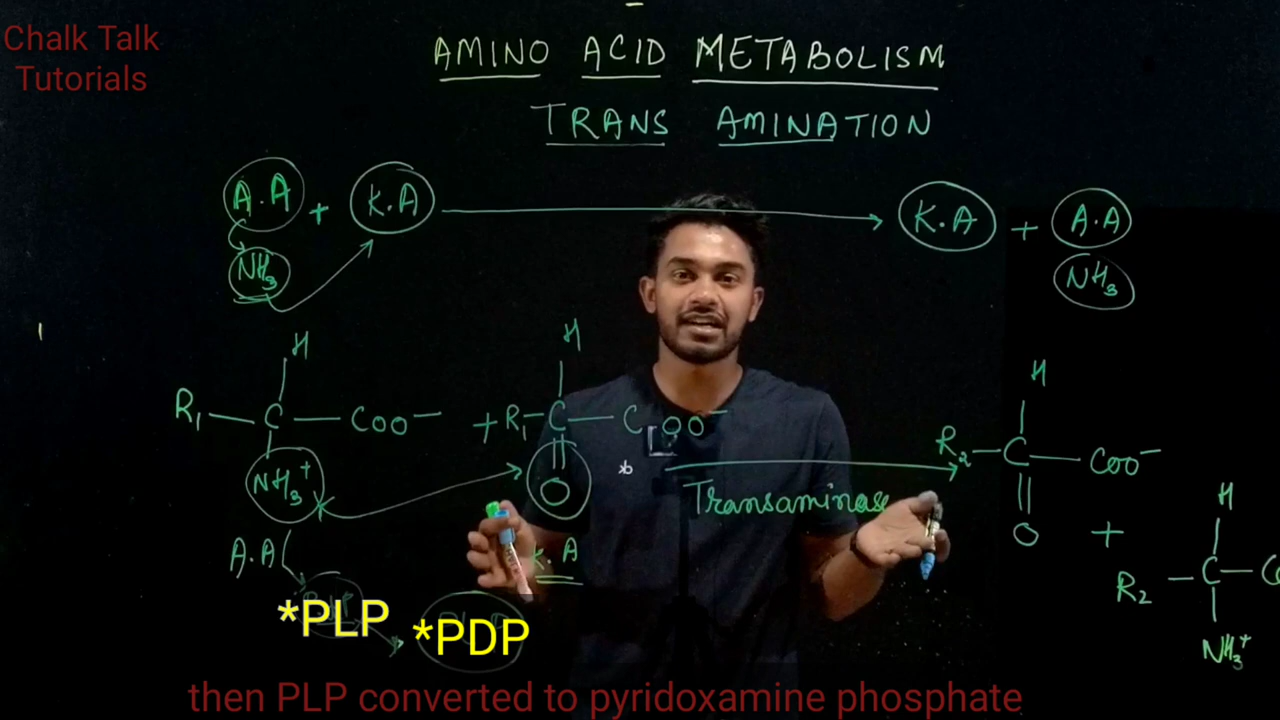 Chalk Talk
Tutorials
AMINO ACID METABOLISM
TRANS AMINATION
A.A + K.A K.A + A.A
NH3 NH3
H H H
R1 C COO− + R1 C COO− R2 C COO−
NH3+ O Transaminase O +
A.A K.A
H
R2 C
NH3+
*PLP *PDP
then PLP converted to pyridoxamine phosphate